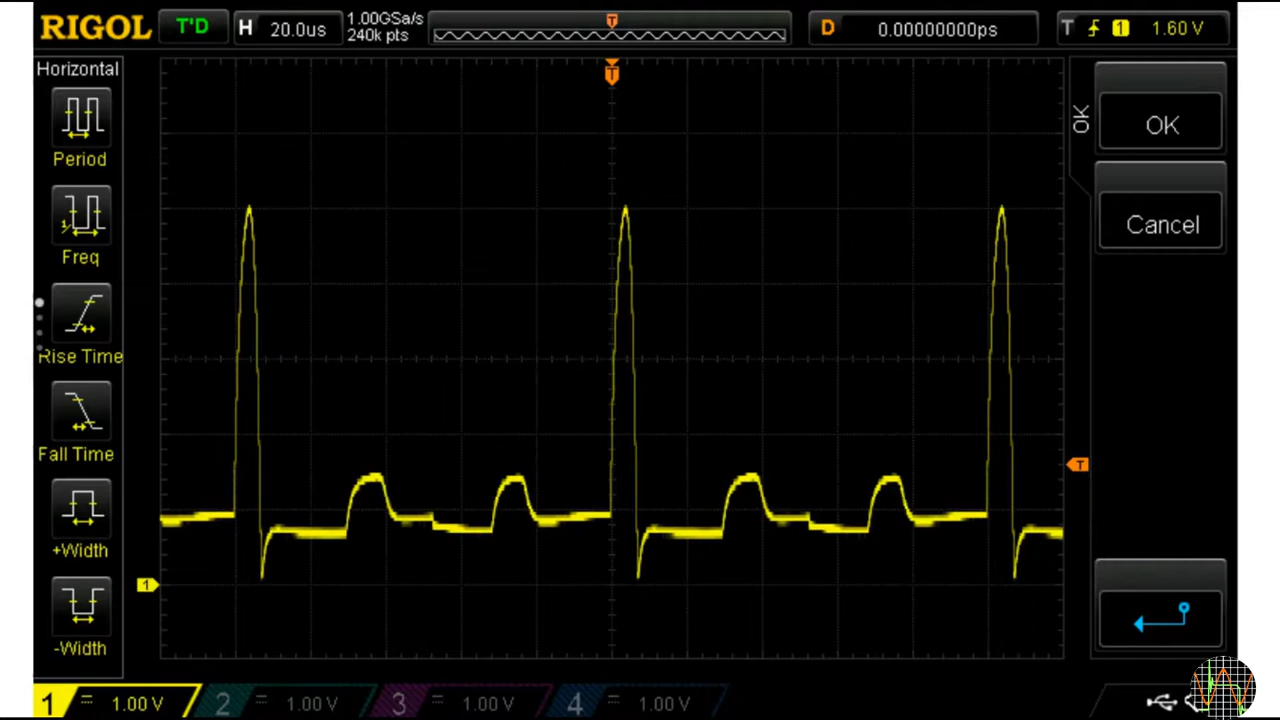 RIGOL T'D H 20.0us 1.00GSa/s 240k pts T D 0.00000000ps T 1 1.60 V
Horizontal
Period
Freq
Rise Time
Fall Time
+Width
-Width
T
T
1
OK
OK
Cancel
1 1.00 V 2 1.00 V 3 1.00 V 4 1.00 V